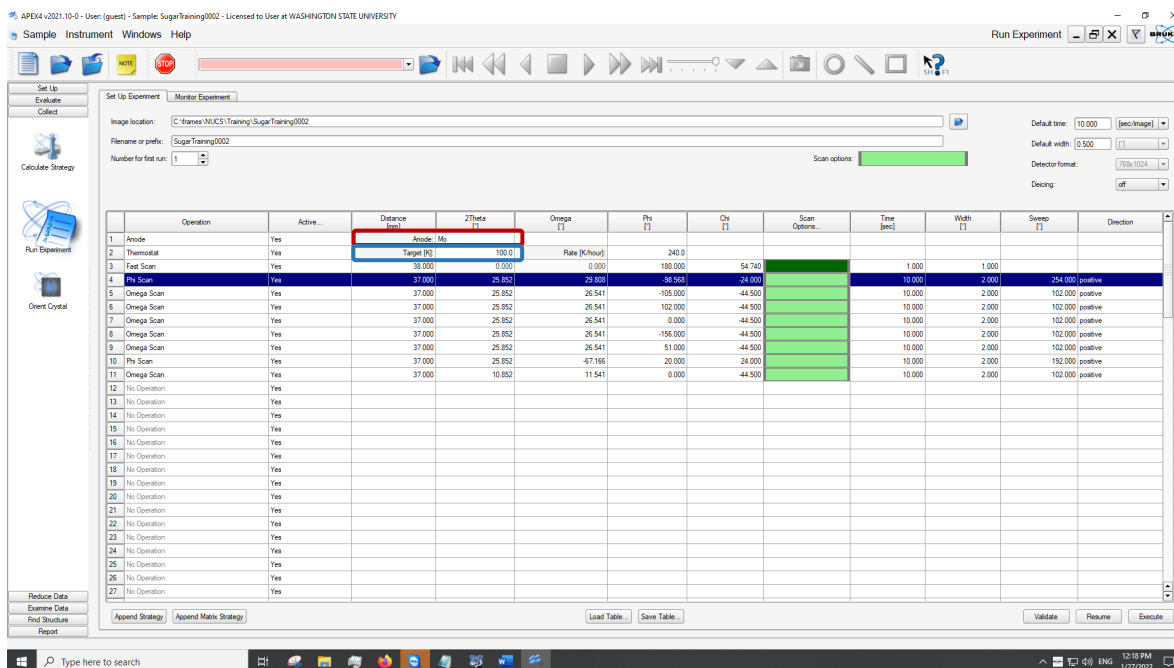 APEX4 v2021.10-0 - User: (guest) - Sample: SugarTraining0002 - Licensed to User at WASHINGTON STATE UNIVERSITY
Sample Instrument Windows Help Run Experiment BRUK
NOTE STOP SH FI
Set Up
Evaluate
Collect
Calculate Strategy
Run Experiment
Orient Crystal
Reduce Data
Examine Data
Find Structure
Report
Set Up Experiment Monitor Experiment
Image location: C:\frames\NUCS\Training\SugarTraining0002
Filename or prefix: SugarTraining0002
Number for first run: 1
Scan options:
Default time: 10.000 [sec/image]
Default width: 0.500 [°]
Detector format: 768x1024
Deicing: off
Operation Active... Distance [mm] 2Theta [°] Omega [°] Phi [°] Chi [°] Scan Options... Time [sec] Width [°] Sweep [°] Direction
1 Anode Yes Anode: Mo
2 Thermostat Yes Target [K]: 100.0 Rate [K/hour]: 240.0
3 Fast Scan Yes 38.000 0.000 0.000 180.000 54.740 1.000 1.000
4 Phi Scan Yes 37.000 25.852 29.808 -98.568 -24.000 10.000 2.000 254.000 positive
5 Omega Scan Yes 37.000 25.852 26.541 -105.000 -44.500 10.000 2.000 102.000 positive
6 Omega Scan Yes 37.000 25.852 26.541 102.000 -44.500 10.000 2.000 102.000 positive
7 Omega Scan Yes 37.000 25.852 26.541 0.000 -44.500 10.000 2.000 102.000 positive
8 Omega Scan Yes 37.000 25.852 26.541 -156.000 -44.500 10.000 2.000 102.000 positive
9 Omega Scan Yes 37.000 25.852 26.541 51.000 -44.500 10.000 2.000 102.000 positive
10 Phi Scan Yes 37.000 25.852 -67.166 20.000 24.000 10.000 2.000 192.000 positive
11 Omega Scan Yes 37.000 10.852 11.541 0.000 -44.500 10.000 2.000 102.000 positive
12 No Operation Yes
13 No Operation Yes
14 No Operation Yes
15 No Operation Yes
16 No Operation Yes
17 No Operation Yes
18 No Operation Yes
19 No Operation Yes
20 No Operation Yes
21 No Operation Yes
22 No Operation Yes
23 No Operation Yes
24 No Operation Yes
25 No Operation Yes
26 No Operation Yes
27 No Operation Yes
Append Strategy Append Matrix Strategy Load Table... Save Table... Validate Resume Execute
Type here to search ENG 12:18 PM
1/27/2022